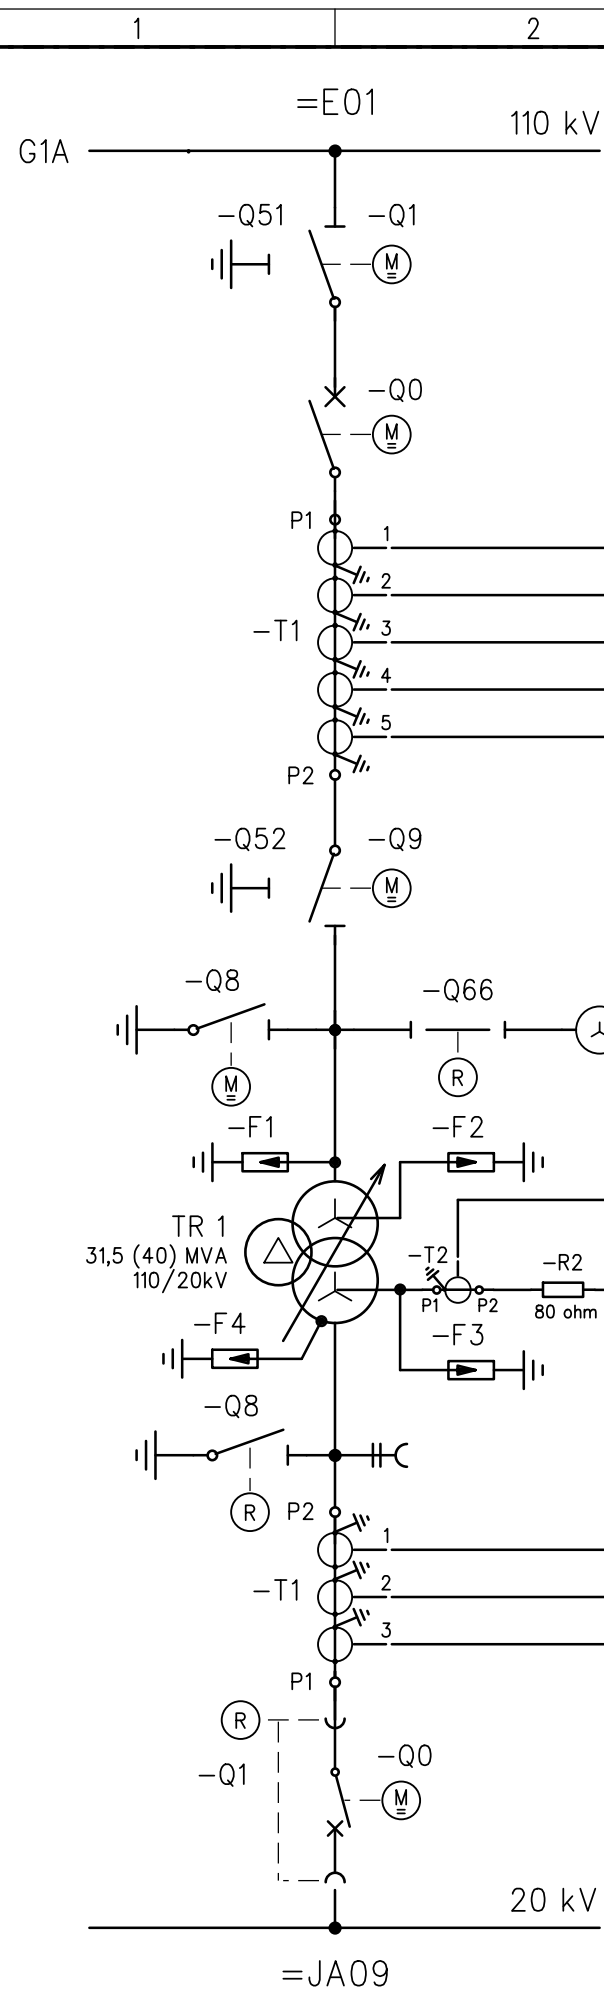 1
2
=E01
110 kV
G1A
-Q51
-Q1
M
-Q0
M
P1
1
2
-T1
3
4
5
P2
-Q52
-Q9
M
-Q8
-Q66
M
R
-F1
-F2
TR 1
31,5 (40) MVA
110/20kV
-T2
-R2
P1
P2
80 ohm
-F4
-F3
-Q8
R
P2
1
-T1
2
3
P1
R
-Q0
-Q1
M
20 kV
=JA09